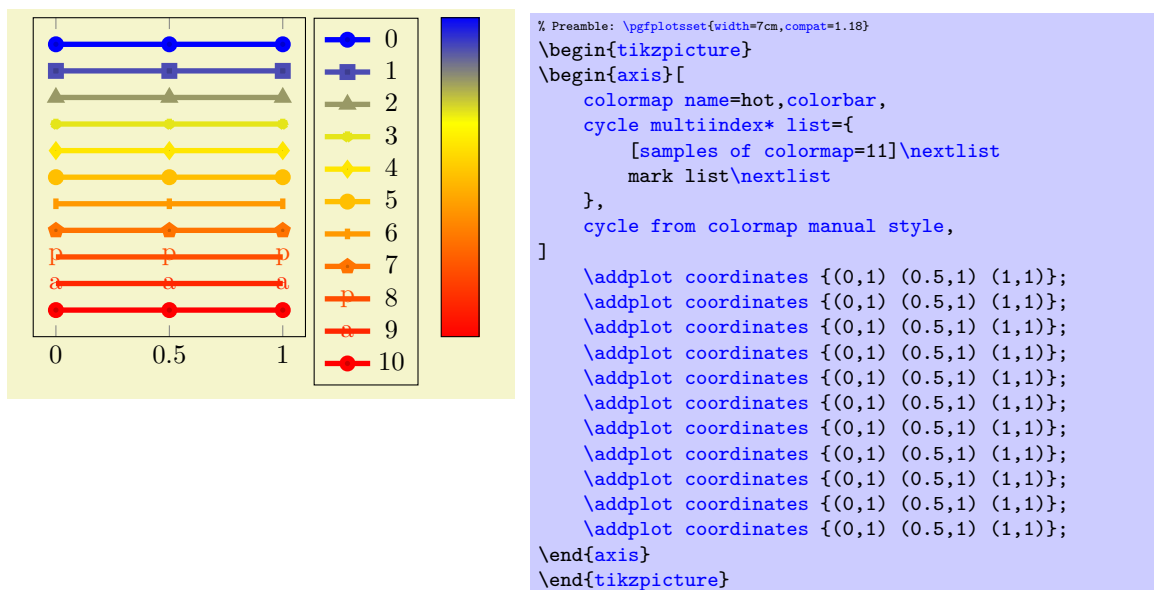 0
1
2
3
4
5
6
7
8
9
10
p p p
a a a
p
a
0 0.5 1
% Preamble: \pgfplotsset{width=7cm,compat=1.18}
\begin{tikzpicture}
\begin{axis}[
    colormap name=hot,colorbar,
    cycle multiindex* list={
        [samples of colormap=11]\nextlist
        mark list\nextlist
    },
    cycle from colormap manual style,
]
    \addplot coordinates {(0,1) (0.5,1) (1,1)};
    \addplot coordinates {(0,1) (0.5,1) (1,1)};
    \addplot coordinates {(0,1) (0.5,1) (1,1)};
    \addplot coordinates {(0,1) (0.5,1) (1,1)};
    \addplot coordinates {(0,1) (0.5,1) (1,1)};
    \addplot coordinates {(0,1) (0.5,1) (1,1)};
    \addplot coordinates {(0,1) (0.5,1) (1,1)};
    \addplot coordinates {(0,1) (0.5,1) (1,1)};
    \addplot coordinates {(0,1) (0.5,1) (1,1)};
    \addplot coordinates {(0,1) (0.5,1) (1,1)};
    \addplot coordinates {(0,1) (0.5,1) (1,1)};
\end{axis}
\end{tikzpicture}